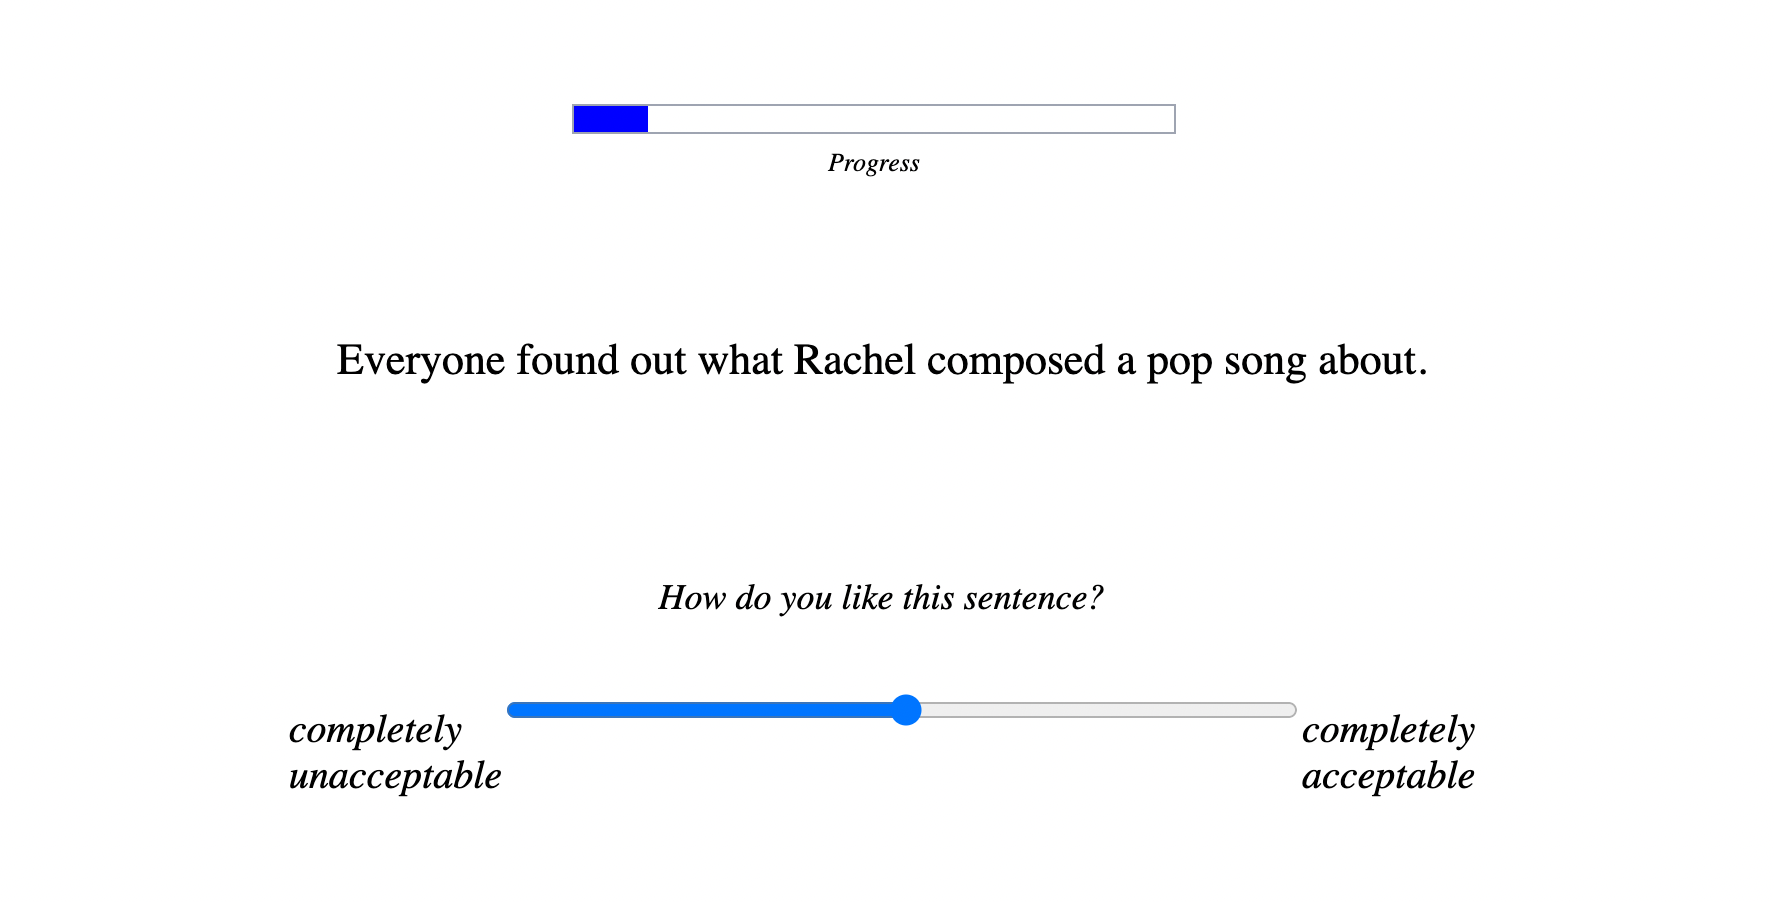 Progress
Everyone found out what Rachel composed a pop song about.
How do you like this sentence?
completely
unacceptable
completely
acceptable